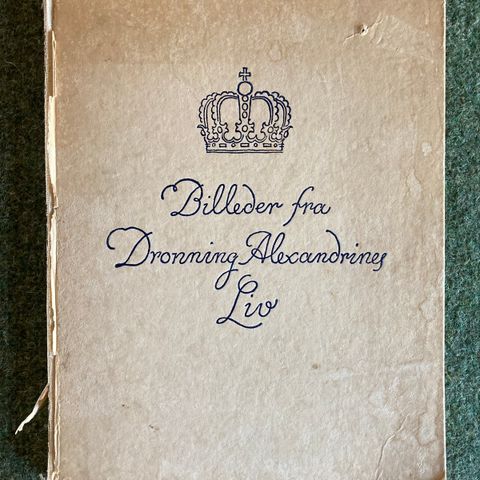 Billeder fra
Dronning Alexandrines
Liv